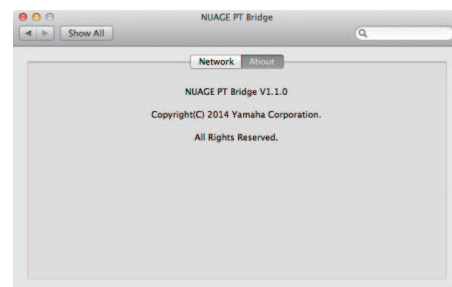 NUAGE PT Bridge
Show All
Network About
NUAGE PT Bridge V1.1.0
Copyright(C) 2014 Yamaha Corporation.
All Rights Reserved.